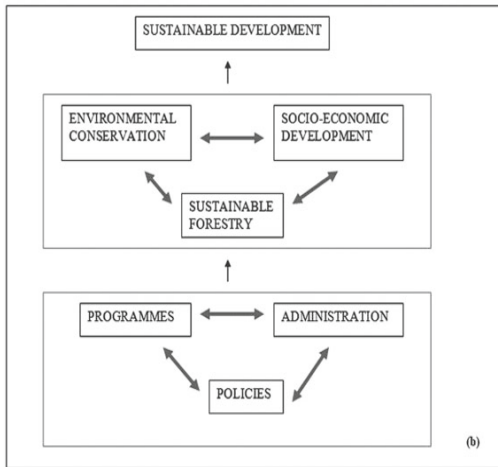 SUSTAINABLE DEVELOPMENT
ENVIRONMENTAL
CONSERVATION
SOCIO-ECONOMIC
DEVELOPMENT
SUSTAINABLE
FORESTRY
PROGRAMMES
ADMINISTRATION
POLICIES
(b)